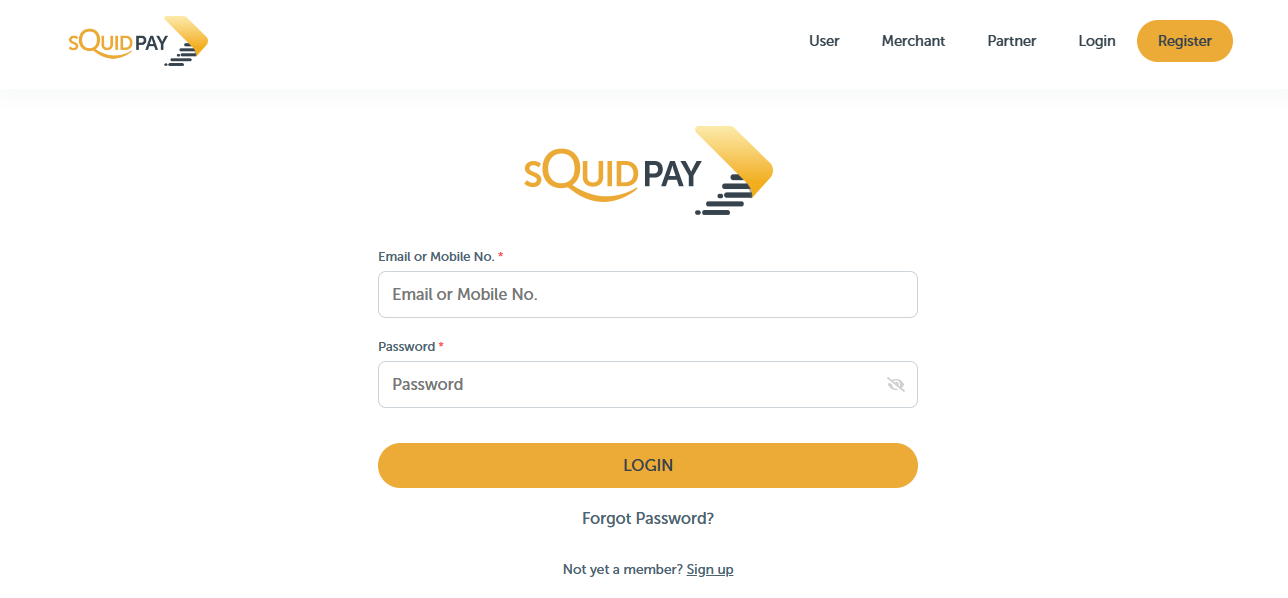 sQUID PAY
User Merchant Partner Login Register
sQUID PAY
Email or Mobile No. *
Email or Mobile No.
Password *
Password
LOGIN
Forgot Password?
Not yet a member? Sign up